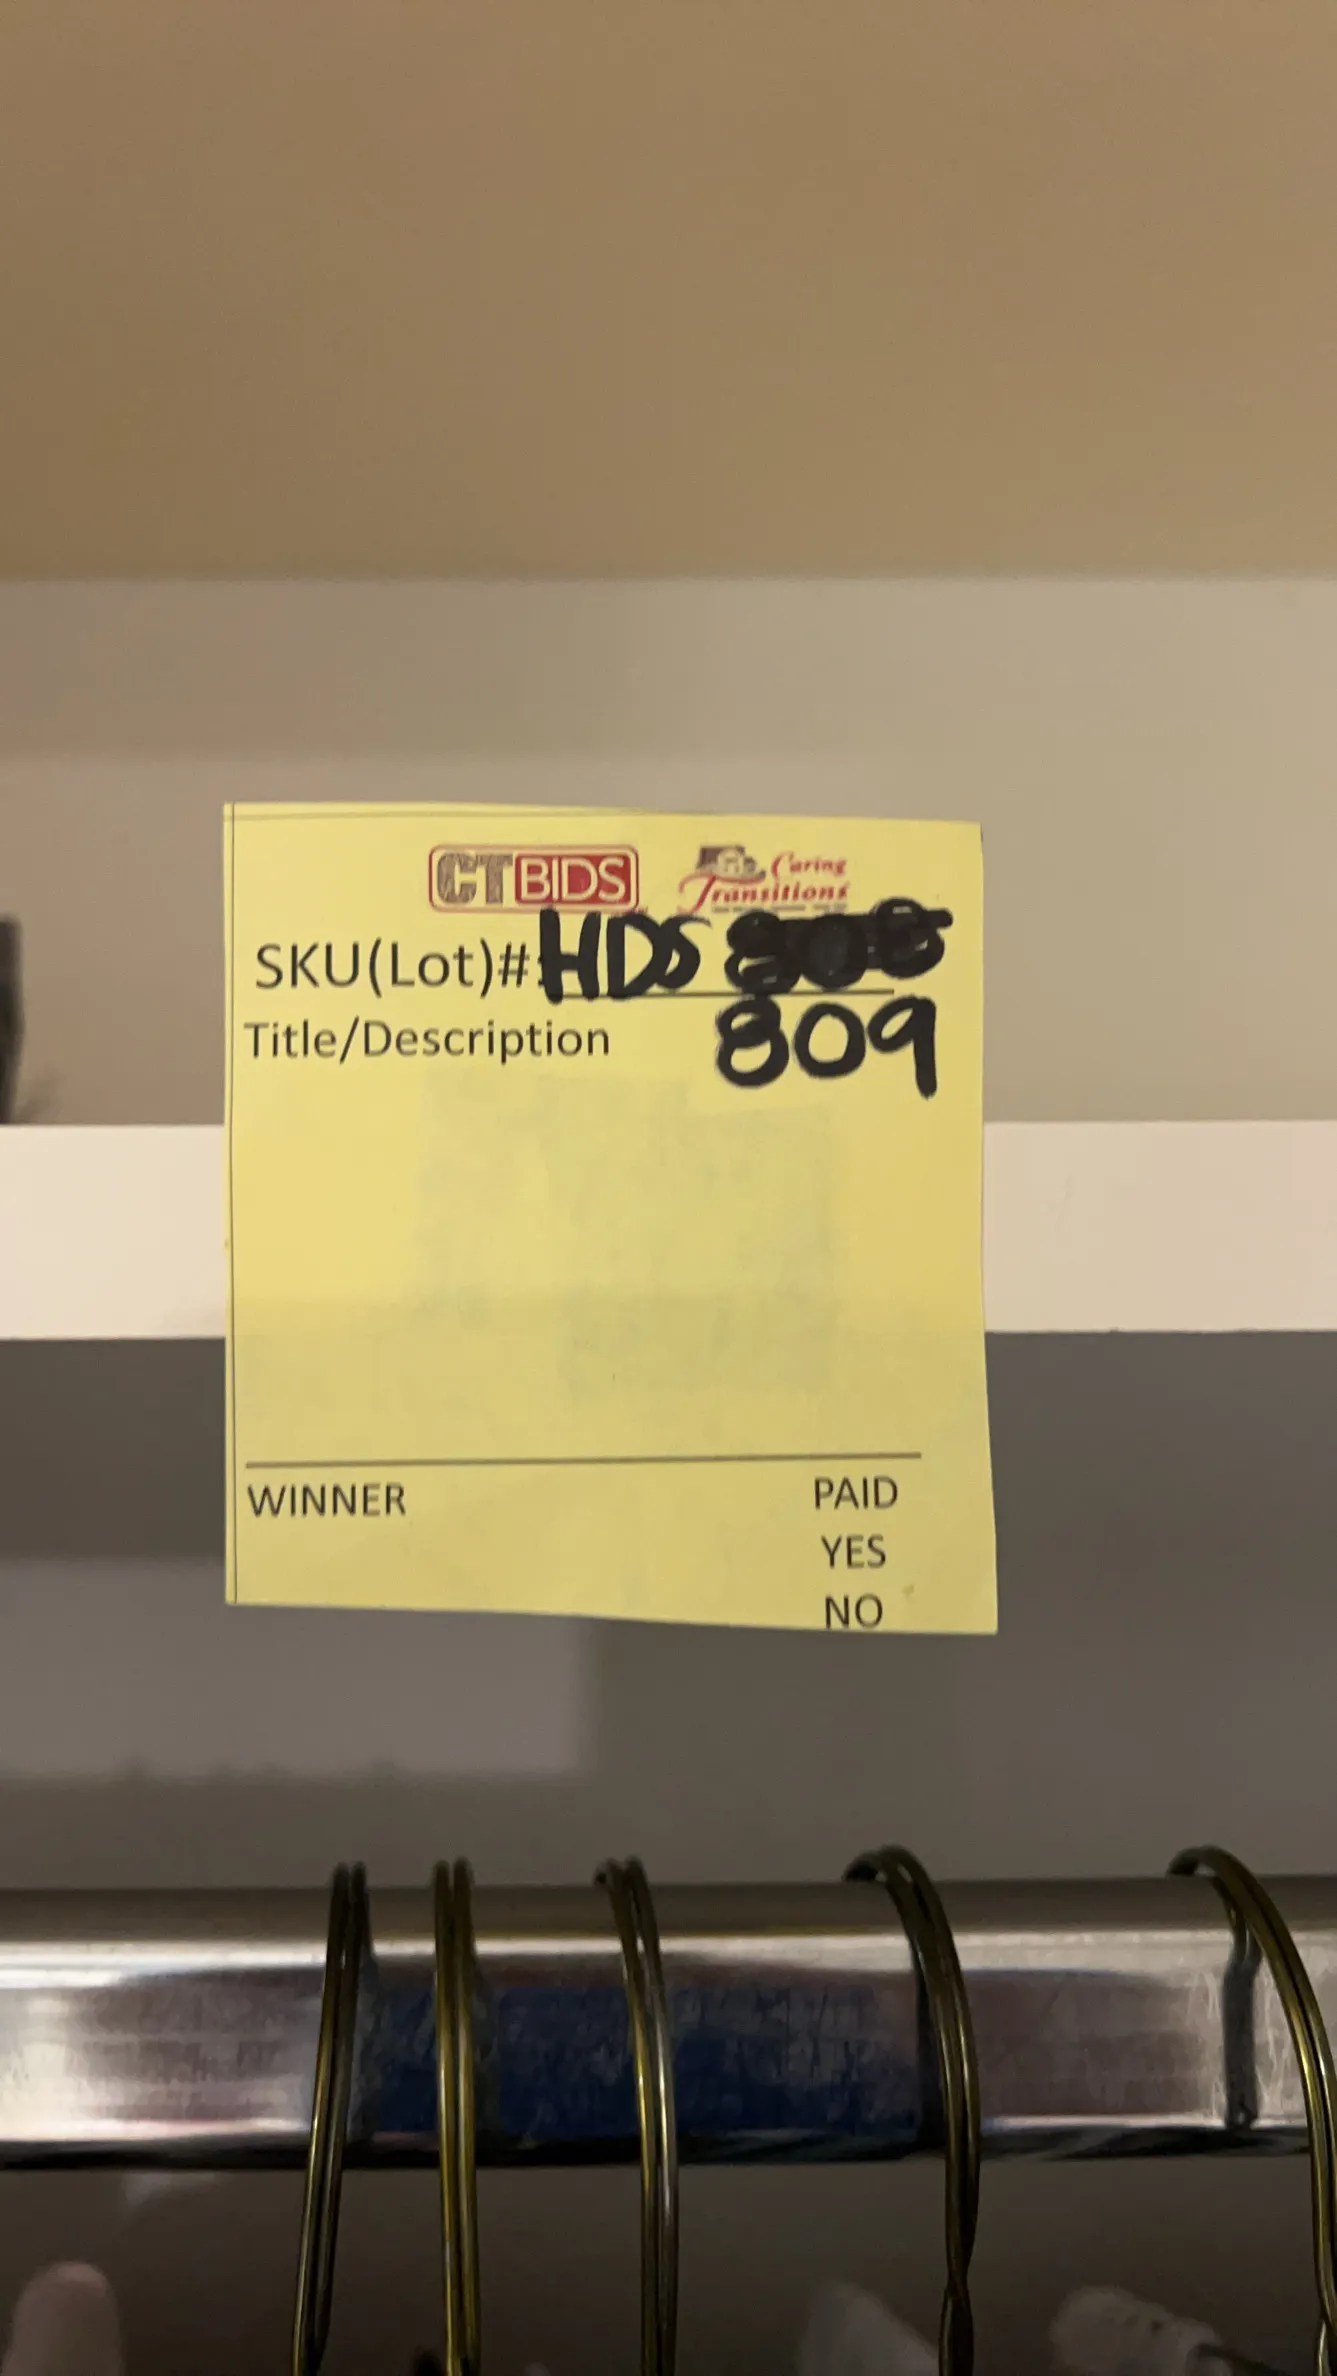 CTBIDS Caring Transitions
SKU(Lot)#: HDS
809
Title/Description
WINNER PAID
YES
NO